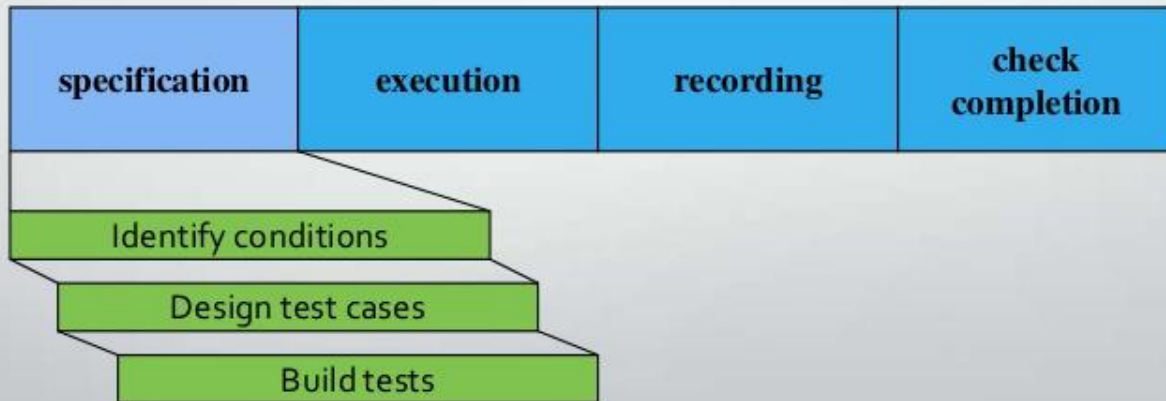 specification
execution
recording
check
completion
Identify conditions
Design test cases
Build tests